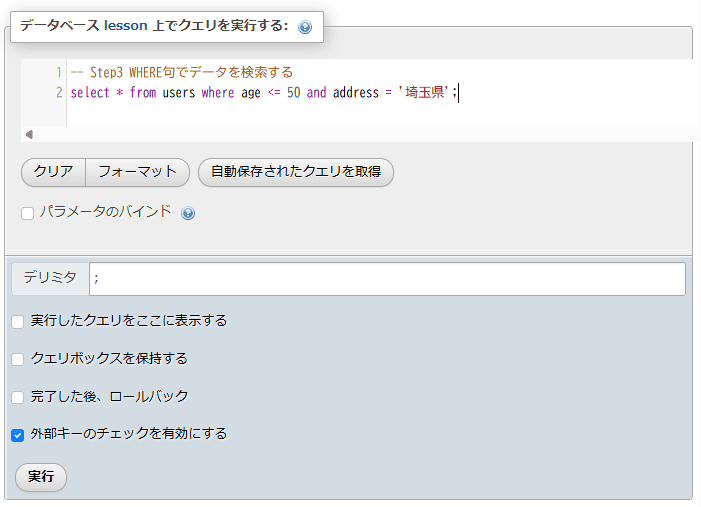 データベース lesson 上でクエリを実行する:
1 -- Step3 WHERE句でデータを検索する
2 select * from users where age <= 50 and address = '埼玉県';
クリア フォーマット 自動保存されたクエリを取得
パラメータのバインド
デリミタ ;
実行したクエリをここに表示する
クエリボックスを保持する
完了した後、ロールバック
外部キーのチェックを有効にする
実行